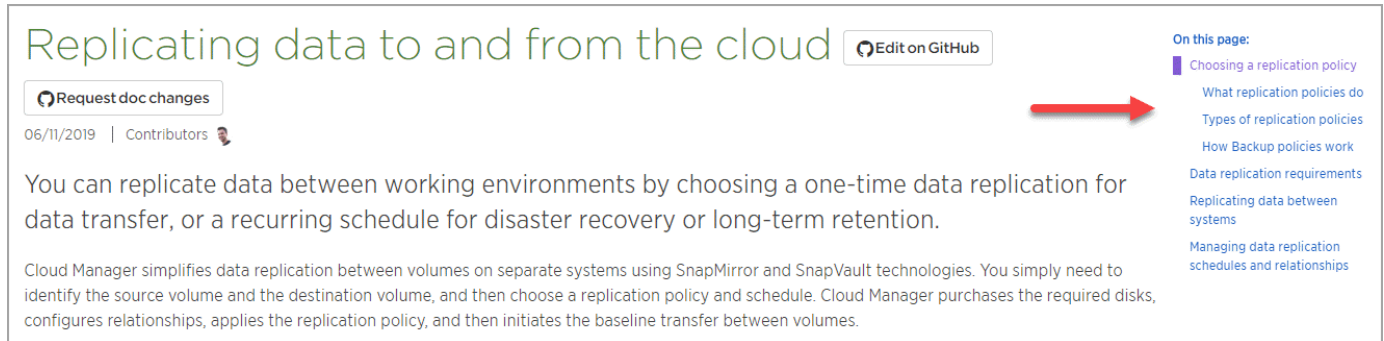 Replicating data to and from the cloud
Edit on GitHub
Request doc changes
06/11/2019 | Contributors
You can replicate data between working environments by choosing a one-time data replication for
data transfer, or a recurring schedule for disaster recovery or long-term retention.
Cloud Manager simplifies data replication between volumes on separate systems using SnapMirror and SnapVault technologies. You simply need to
identify the source volume and the destination volume, and then choose a replication policy and schedule. Cloud Manager purchases the required disks,
configures relationships, applies the replication policy, and then initiates the baseline transfer between volumes.
On this page:
Choosing a replication policy
What replication policies do
Types of replication policies
How Backup policies work
Data replication requirements
Replicating data between
systems
Managing data replication
schedules and relationships